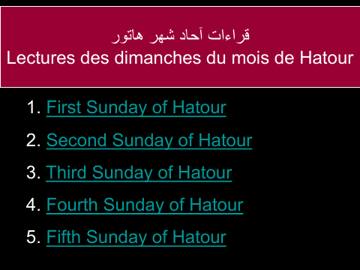 قراءات آحاد شهر هاتور
Lectures des dimanches du mois de Hatour
1. First Sunday of Hatour
2. Second Sunday of Hatour
3. Third Sunday of Hatour
4. Fourth Sunday of Hatour
5. Fifth Sunday of Hatour